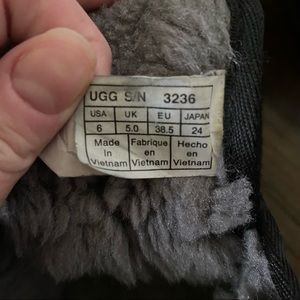 UGG S/N 3236
USA UK EU JAPAN
6 5.0 38.5 24
Made Fabrique Hecho
in en en
Vietnam Vietnam Vietnam